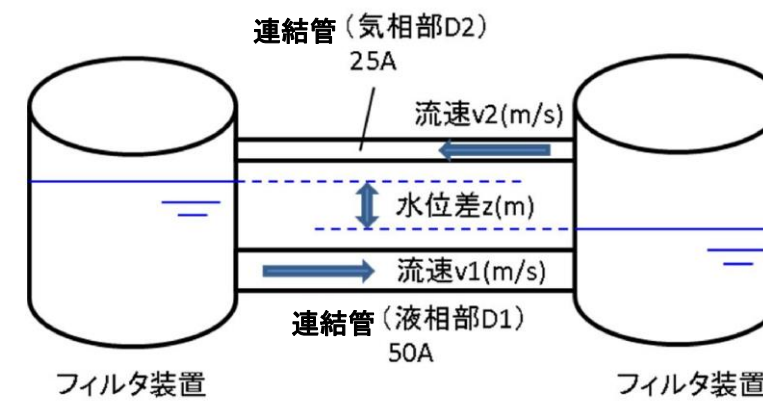 連結管（気相部D2）
25A
流速v2(m/s)
水位差z(m)
流速v1(m/s)
連結管（液相部D1）
50A
フィルタ装置
フィルタ装置